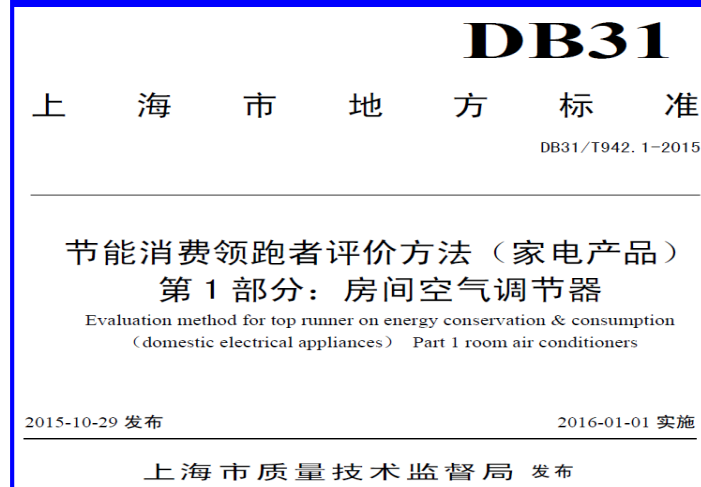 DB31
上海市地方标准
DB31/T942.1-2015
节能消费领跑者评价方法（家电产品）
第1部分：房间空气调节器
Evaluation method for top runner on energy conservation & consumption
（domestic electrical appliances） Part 1 room air conditioners
2015-10-29 发布 2016-01-01 实施
上海市质量技术监督局 发布